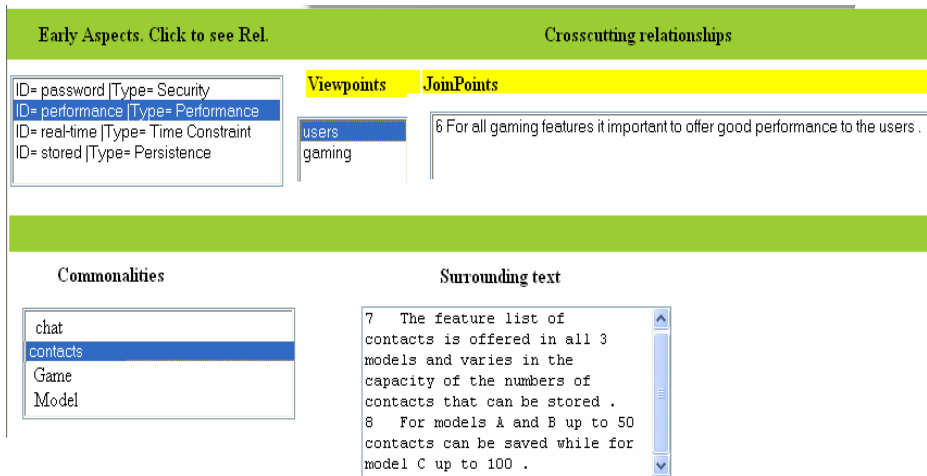 Early Aspects. Click to see Rel.
Crosscutting relationships
Viewpoints
JoinPoints
ID= password |Type= Security
ID= performance |Type= Performance
ID= real-time |Type= Time Constraint
ID= stored |Type= Persistence
users
gaming
6 For all gaming features it important to offer good performance to the users .
Commonalities
Surrounding text
chat
contacts
Game
Model
7 The feature list of
contacts is offered in all 3
models and varies in the
capacity of the numbers of
contacts that can be stored .
8 For models A and B up to 50
contacts can be saved while for
model C up to 100 .